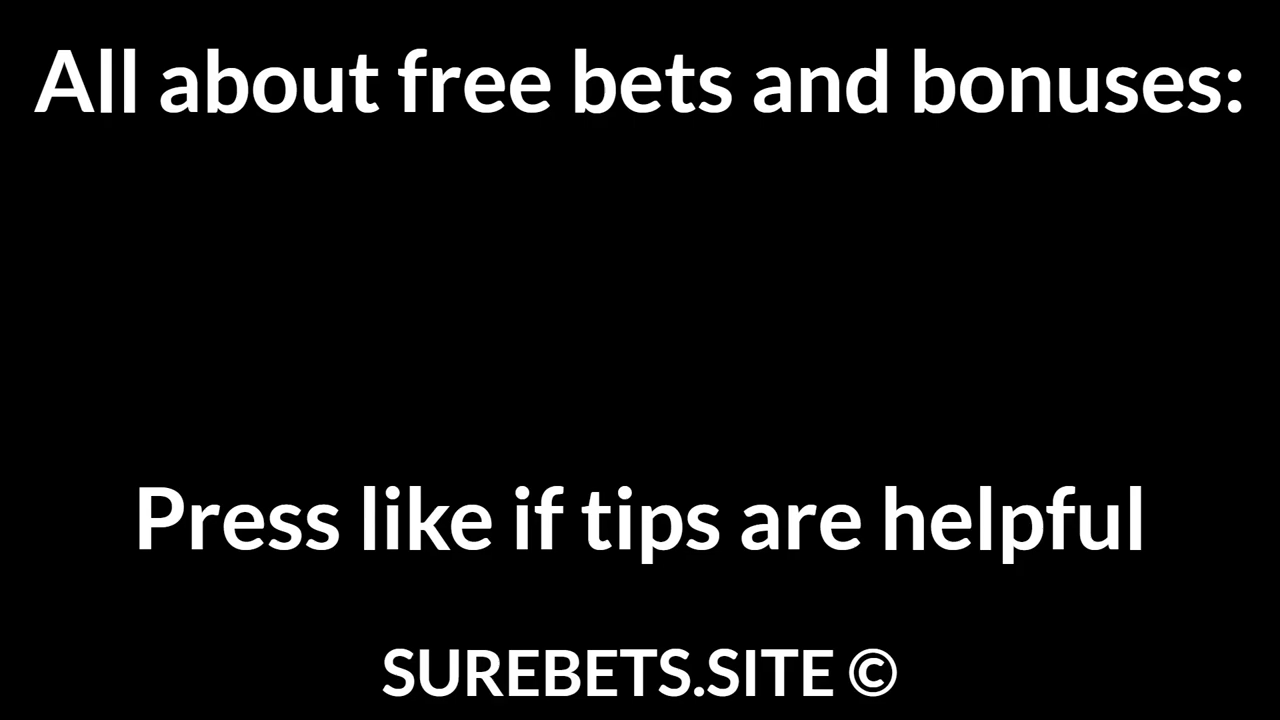 All about free bets and bonuses:
Press like if tips are helpful
SUREBETS.SITE ©